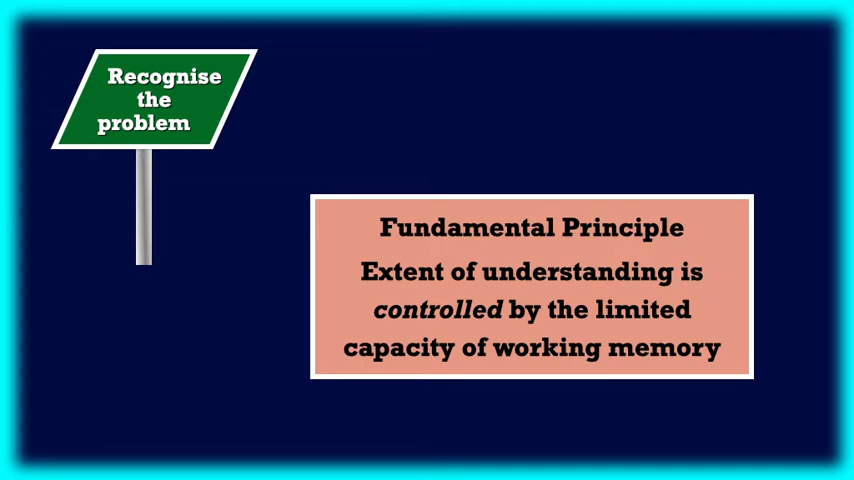 Recognise
the
problem
Fundamental Principle
Extent of understanding is
controlled by the limited
capacity of working memory